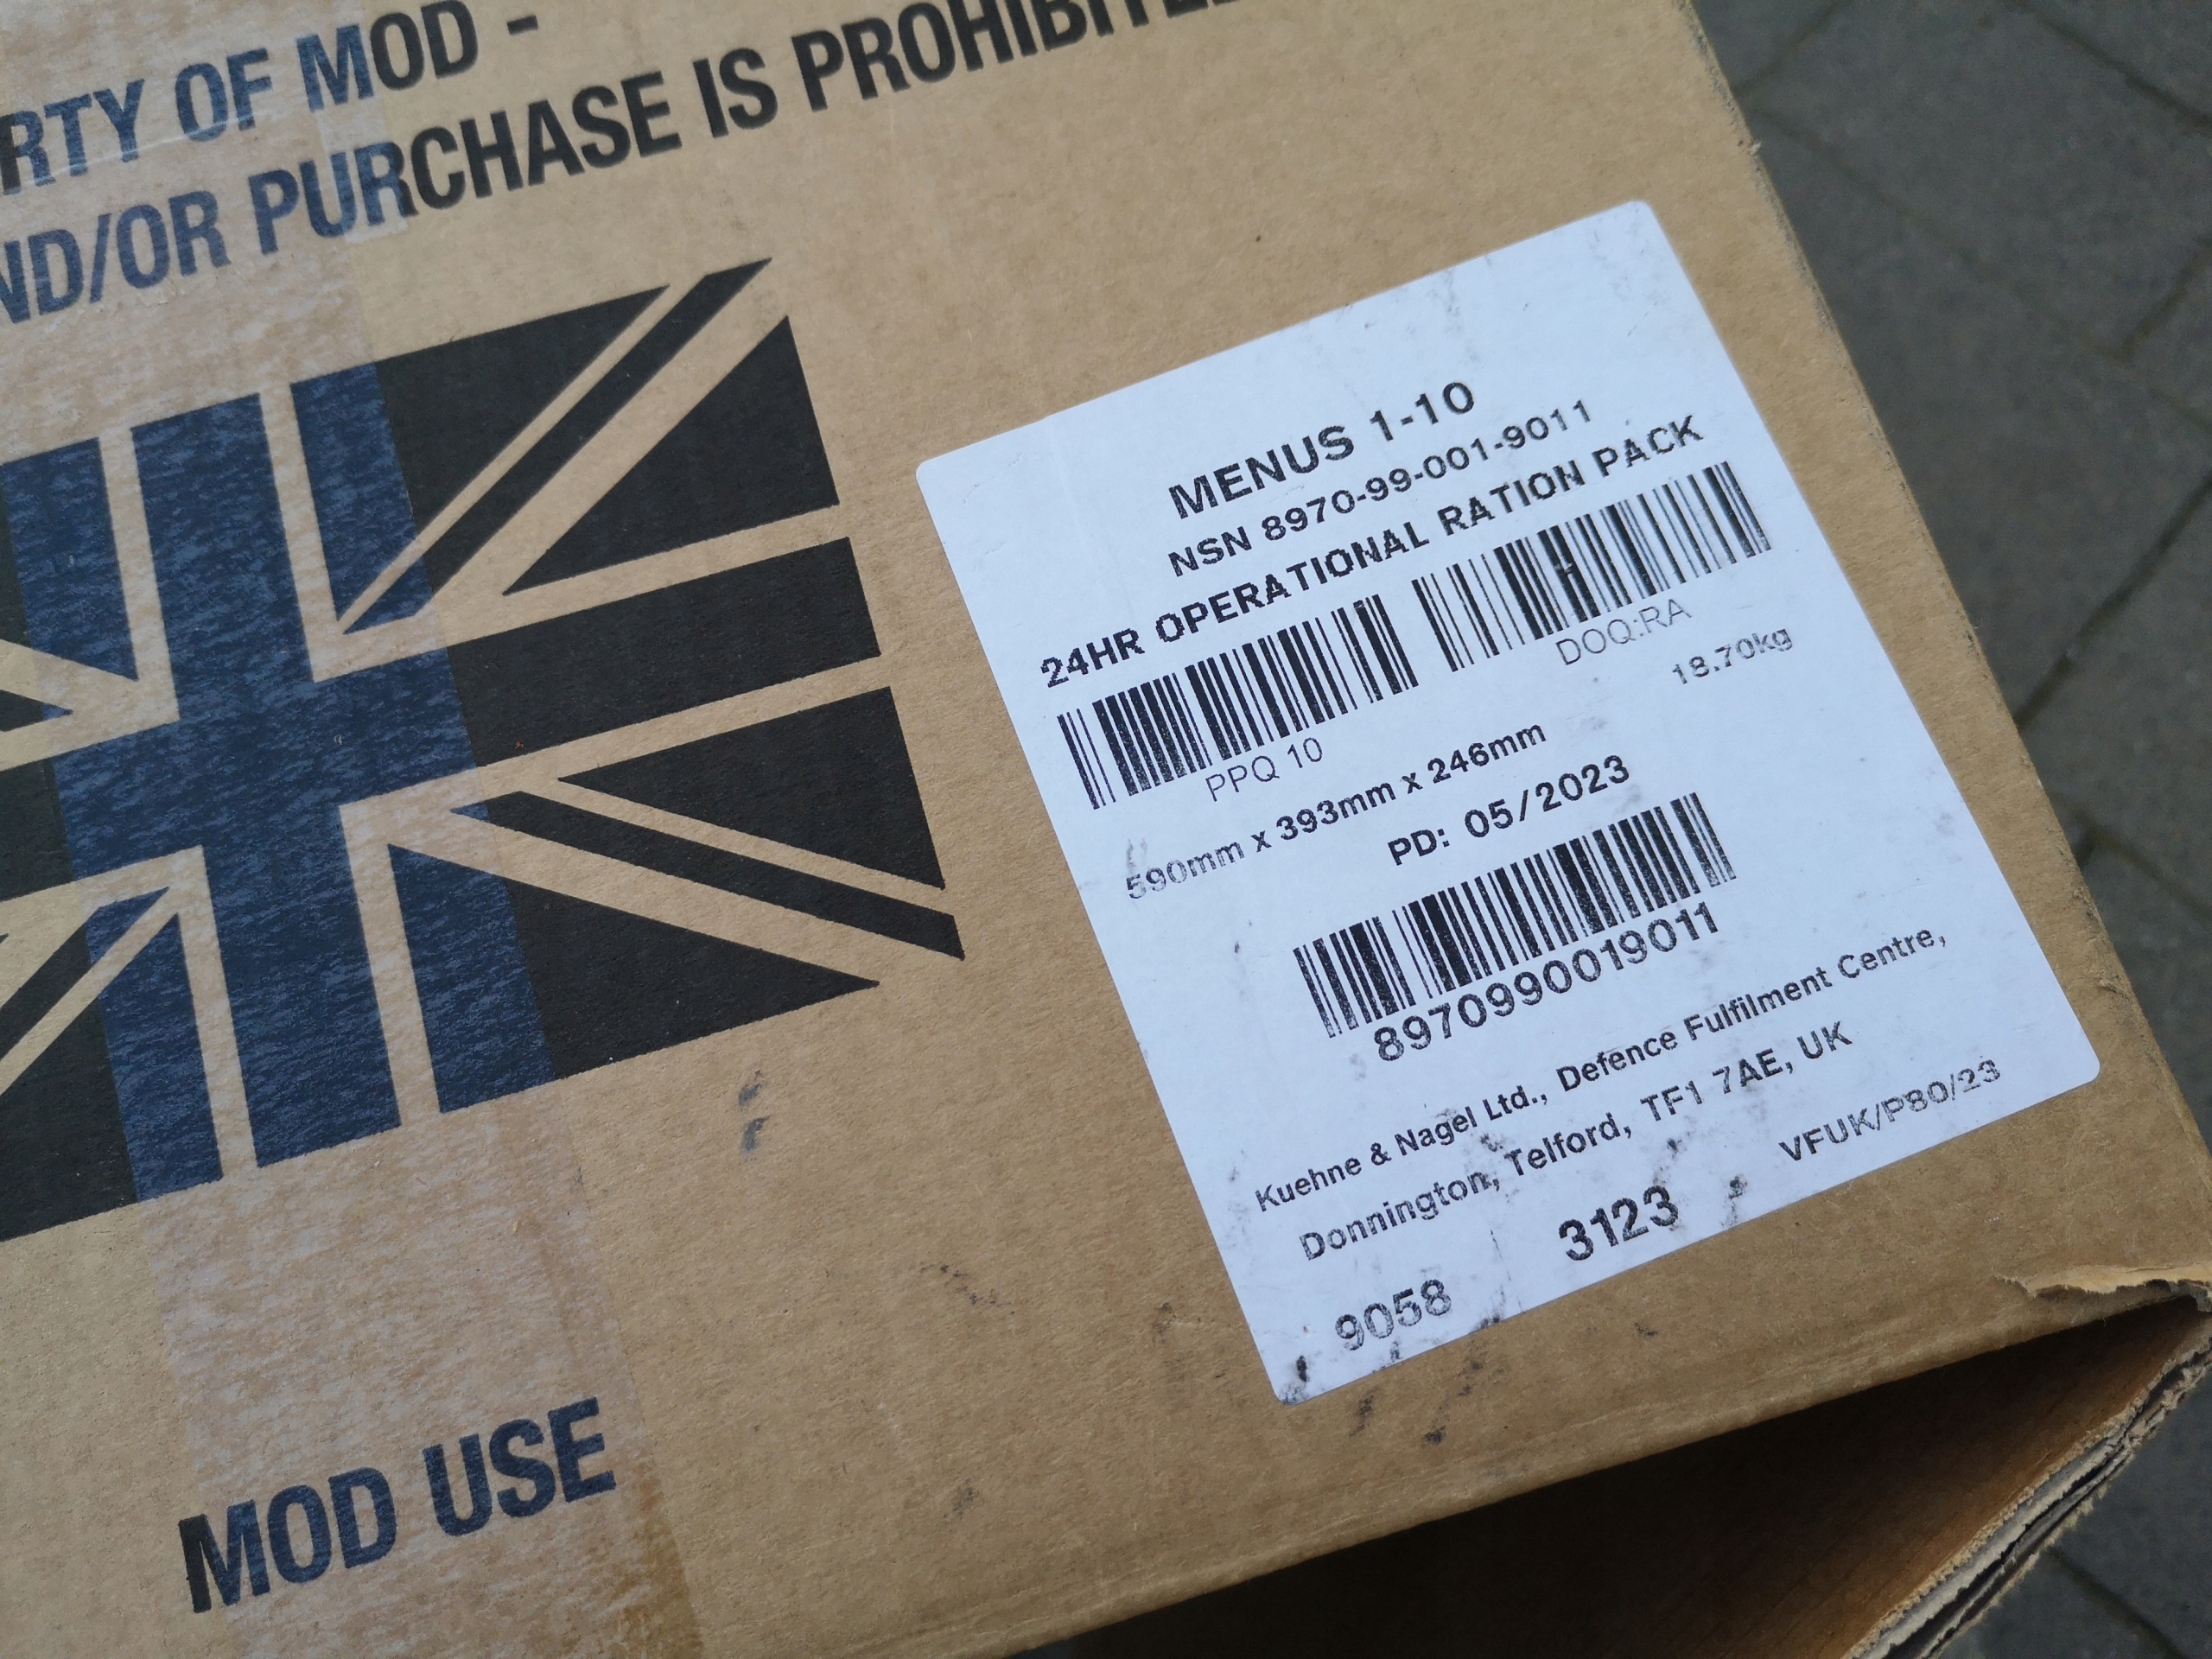 RTY OF MOD -
ND/OR PURCHASE IS PROHIBITE
MENUS 1-10
NSN 8970-99-001-9011
24HR OPERATIONAL RATION PACK
PPQ 10
DOQ:RA
18.70kg
590mm x 393mm x 246mm
PD: 05/2023
8970990019011
Kuehne & Nagel Ltd., Defence Fulfilment Centre,
Donnington, Telford, TF1 7AE, UK
VFUK/P80/23
9058 3123
MOD USE